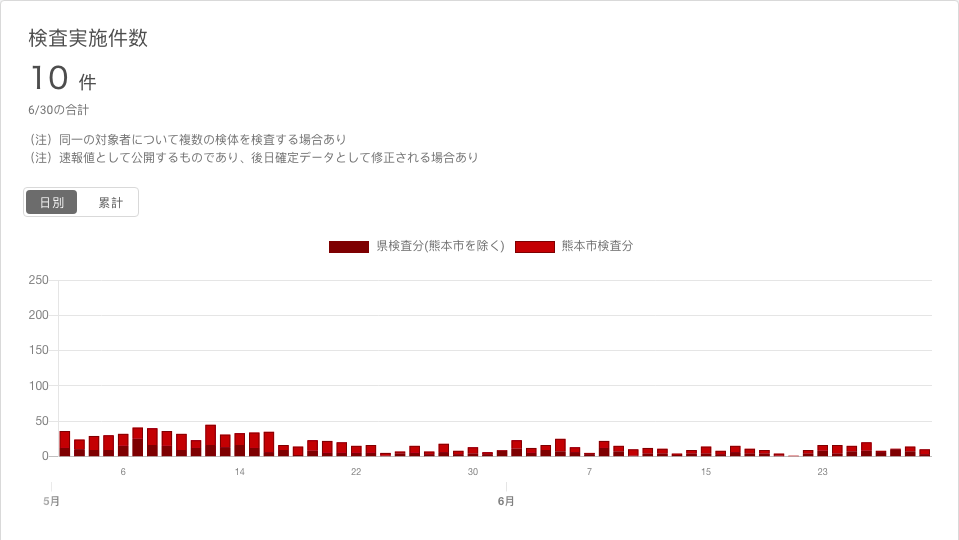 検査実施件数
10 件
6/30の合計
（注）同一の対象者について複数の検体を検査する場合あり
（注）速報値として公開するものであり、後日確定データとして修正される場合あり
日別 累計
県検査分(熊本市を除く) 熊本市検査分
250
200
150
100
50
0
6 14 22 30 7 15 23
5月 6月